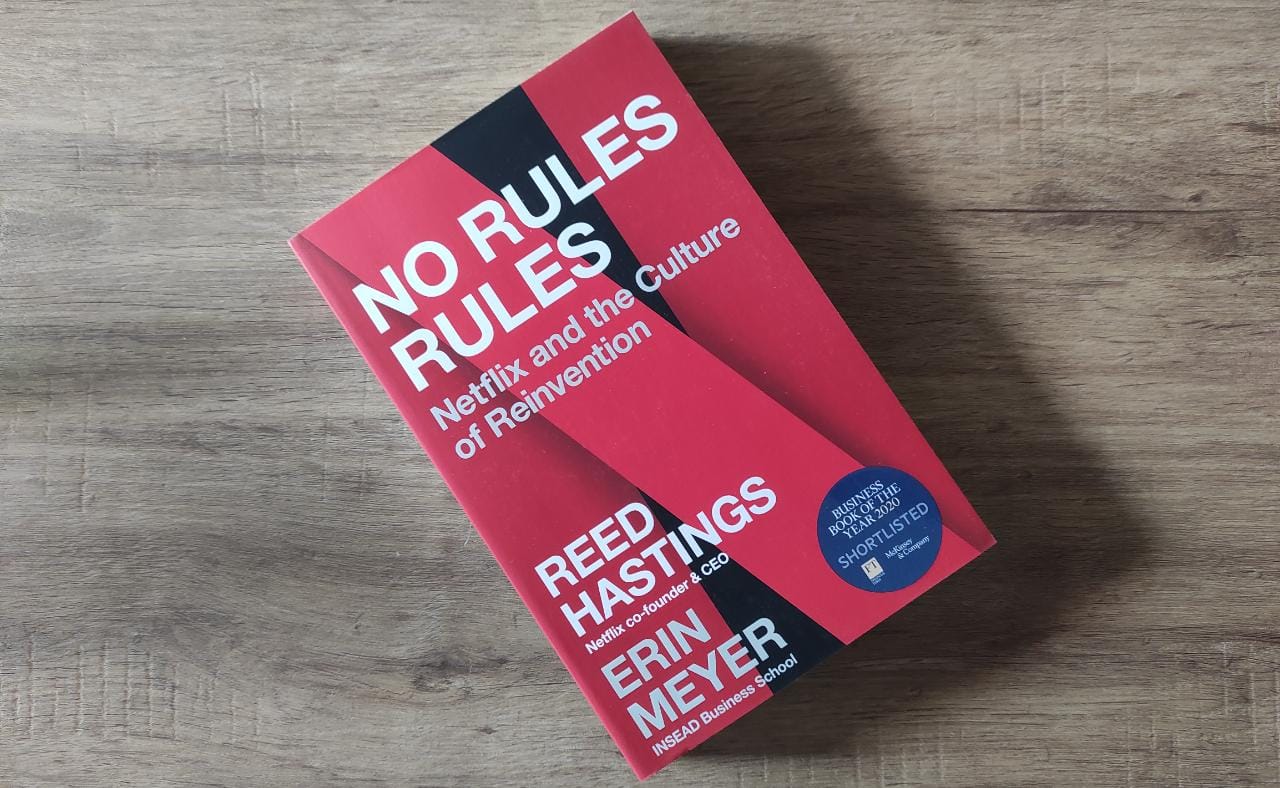 NO RULES
RULES
Netflix and the Culture
of Reinvention
REED
HASTINGS
Netflix co-founder & CEO
ERIN
MEYER
INSEAD Business School
BUSINESS
BOOK OF THE
YEAR 2020
SHORTLISTED
FT
McKinsey
& Company